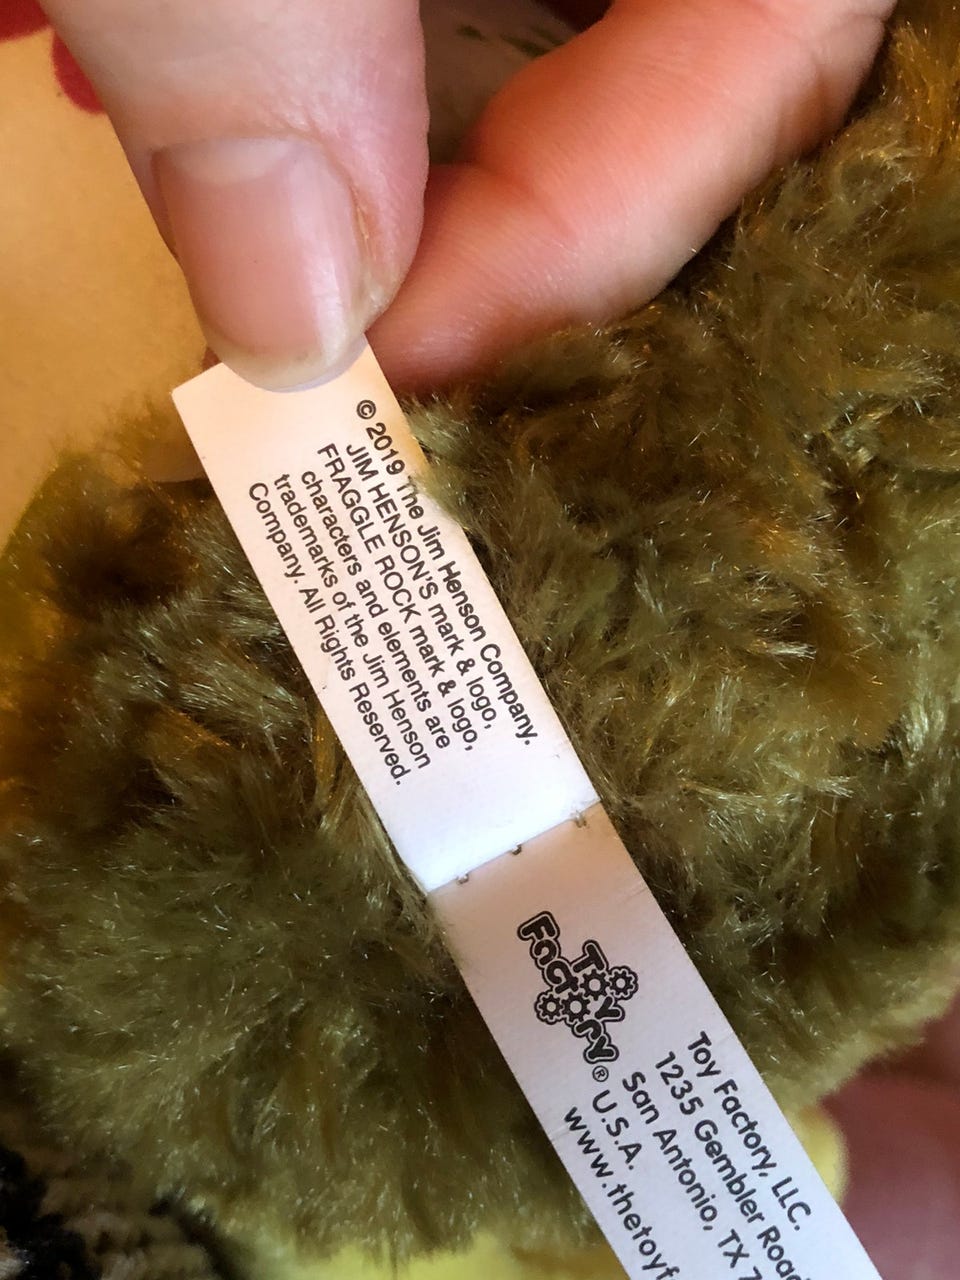 © 2019 The Jim Henson Company.
JIM HENSON'S mark & logo,
FRAGGLE ROCK mark & logo,
characters and elements are
trademarks of the Jim Henson
Company. All Rights Reserved.
Toy
Factory®
Toy Factory, LLC.
1235 Gembler Road
San Antonio, TX 7
U.S.A.
www.thetoyf